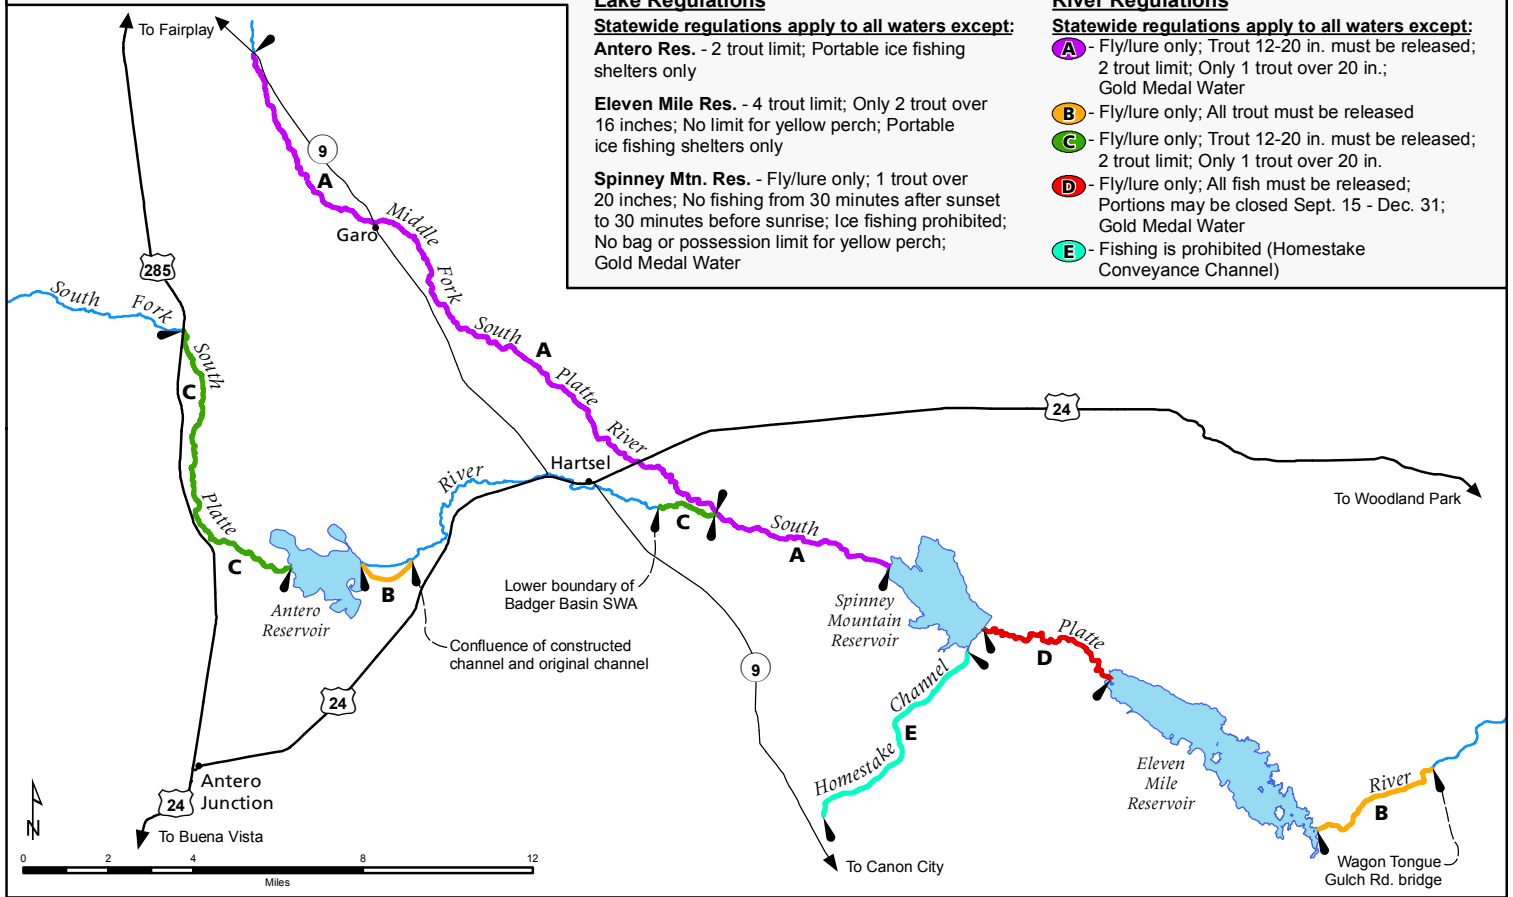 Lake Regulations
Statewide regulations apply to all waters except:
Antero Res. - 2 trout limit; Portable ice fishing
shelters only
Eleven Mile Res. - 4 trout limit; Only 2 trout over
16 inches; No limit for yellow perch; Portable
ice fishing shelters only
Spinney Mtn. Res. - Fly/lure only; 1 trout over
20 inches; No fishing from 30 minutes after sunset
to 30 minutes before sunrise; Ice fishing prohibited;
No bag or possession limit for yellow perch;
Gold Medal Water
River Regulations
Statewide regulations apply to all waters except:
A - Fly/lure only; Trout 12-20 in. must be released;
2 trout limit; Only 1 trout over 20 in.;
Gold Medal Water
B - Fly/lure only; All trout must be released
C - Fly/lure only; Trout 12-20 in. must be released;
2 trout limit; Only 1 trout over 20 in.
D - Fly/lure only; All fish must be released;
Portions may be closed Sept. 15 - Dec. 31;
Gold Medal Water
E - Fishing is prohibited (Homestake
Conveyance Channel)
To Fairplay
9
A
Middle
Garo
Fork
285
South Fork
South
C
South
A
Platte
River
24
Hartsel
River
To Woodland Park
Platte
C
C
South
A
B
Antero
Reservoir
Lower boundary of
Badger Basin SWA
Spinney
Mountain
Reservoir
Confluence of constructed
channel and original channel
Platte
D
9
24
Channel
E
Homestake
Eleven
Mile
Reservoir
River
B
Antero
Junction
24
To Buena Vista
N
0 2 4 8 12
Miles
To Canon City
Wagon Tongue
Gulch Rd. bridge